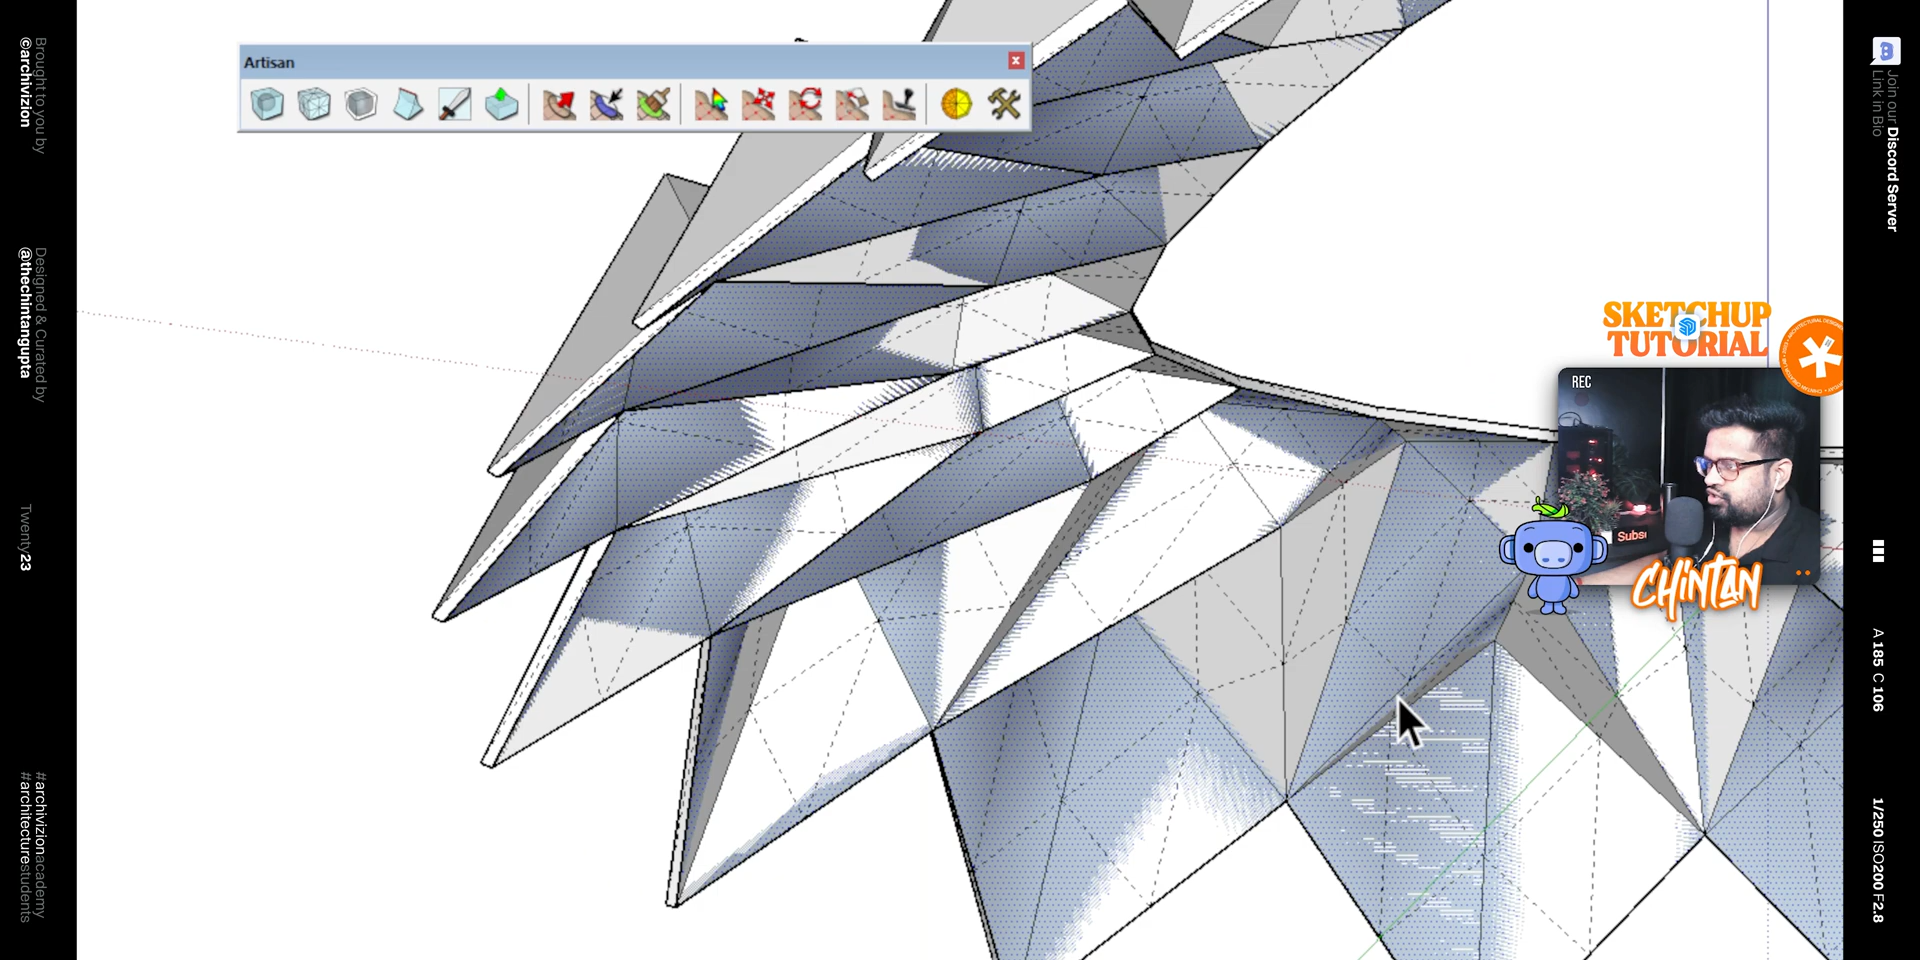 Brought to you by
©archivizion
Designed & Curated by
@thechintangupta
Twenty23
#archivizionacademy
#architecturestudents
Artisan
SKETCHUP
TUTORIAL
REC
Subs
CHINTAN
Join our Discord Server
Link in Bio
A 185 C 106
1/250 ISO200 F2.8